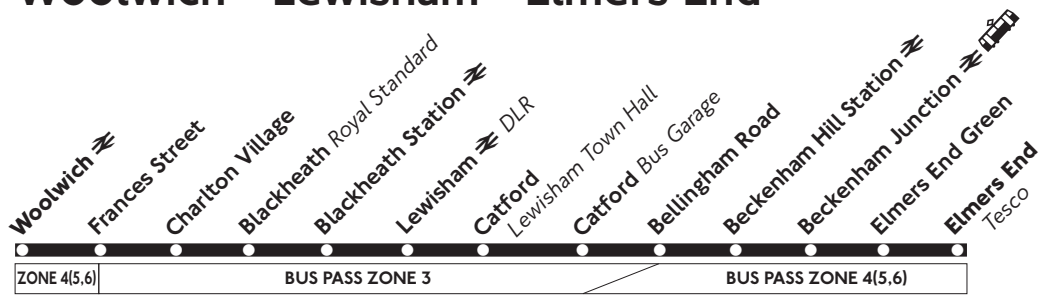 Woolwich - Lewisham - Elmers End
Woolwich
Frances Street
Charlton Village
Blackheath Royal Standard
Blackheath Station
Lewisham DLR
Catford
Lewisham Town Hall
Catford Bus Garage
Bellingham Road
Beckenham Hill Station
Beckenham Junction
Elmers End Green
Elmers End
Tesco
ZONE 4(5,6)
BUS PASS ZONE 3
BUS PASS ZONE 4(5,6)